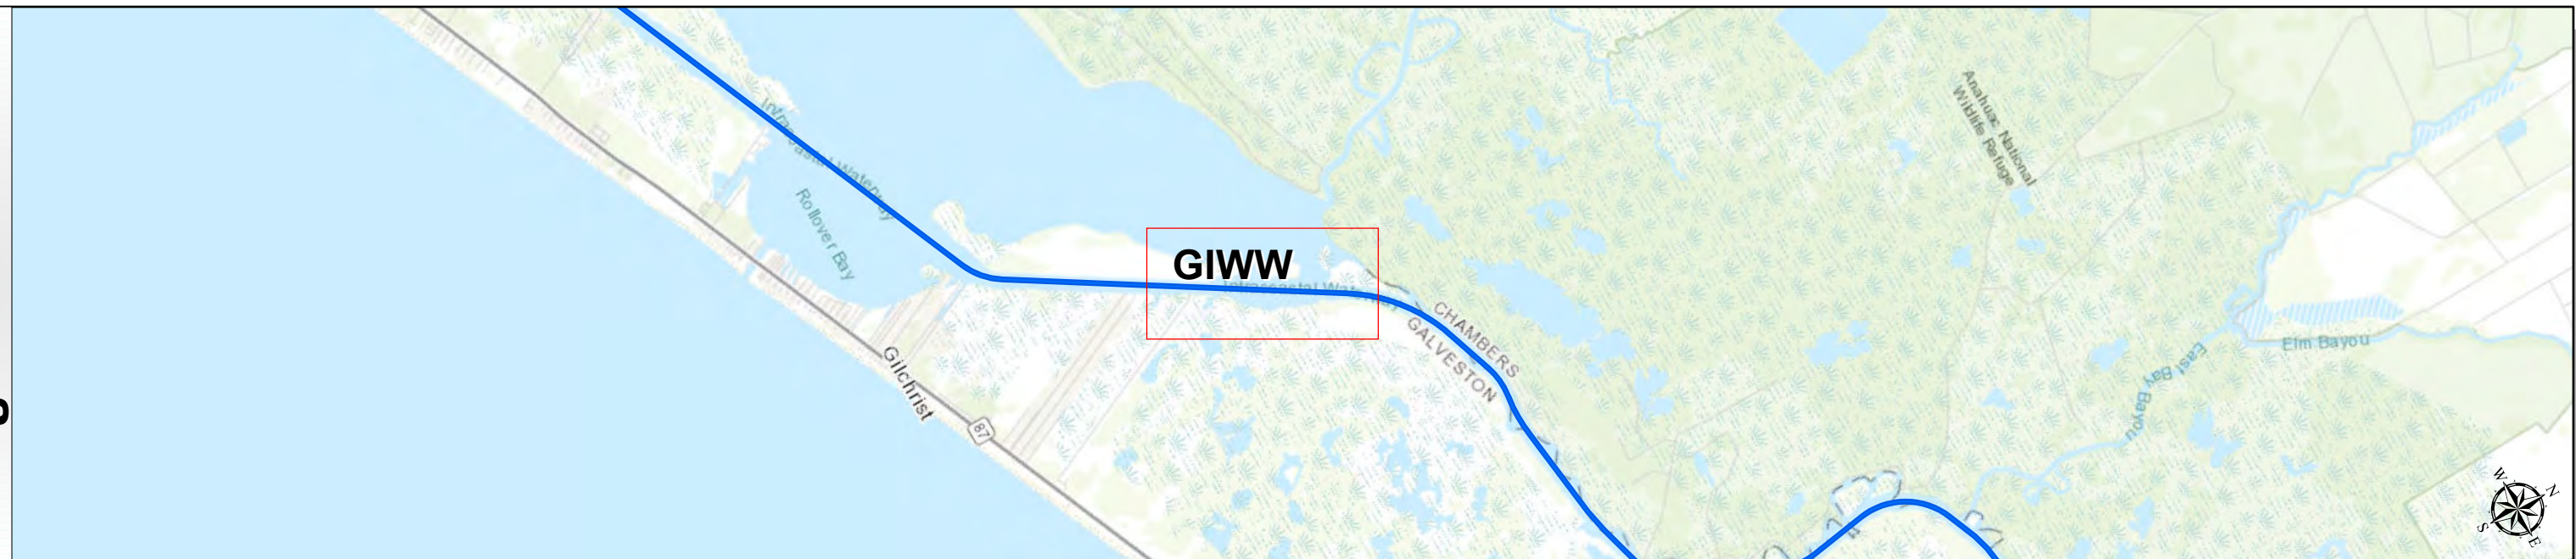 Intracoastal Waterway
Rollover Bay
GIWW
Intracoastal Waterway
Anahuac National
Wildlife Refuge
CHAMBERS
GALVESTON
Gilchrist
87
Elm Bayou
East Bay
Bayou
W
N
S
E